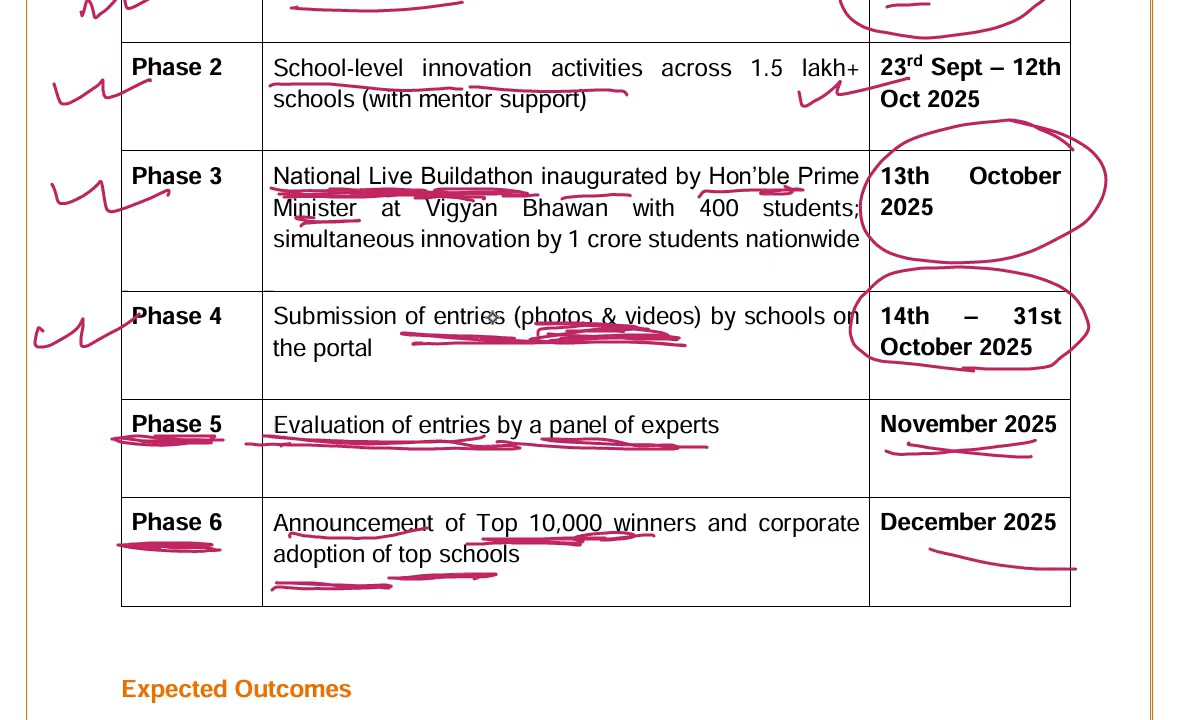 Phase 2
School-level innovation activities across 1.5 lakh+
schools (with mentor support)
23rd Sept – 12th
Oct 2025
Phase 3
National Live Buildathon inaugurated by Hon'ble Prime
Minister at Vigyan Bhawan with 400 students;
simultaneous innovation by 1 crore students nationwide
13th October
2025
Phase 4
Submission of entries (photos & videos) by schools on
the portal
14th – 31st
October 2025
Phase 5
Evaluation of entries by a panel of experts
November 2025
Phase 6
Announcement of Top 10,000 winners and corporate
adoption of top schools
December 2025
Expected Outcomes